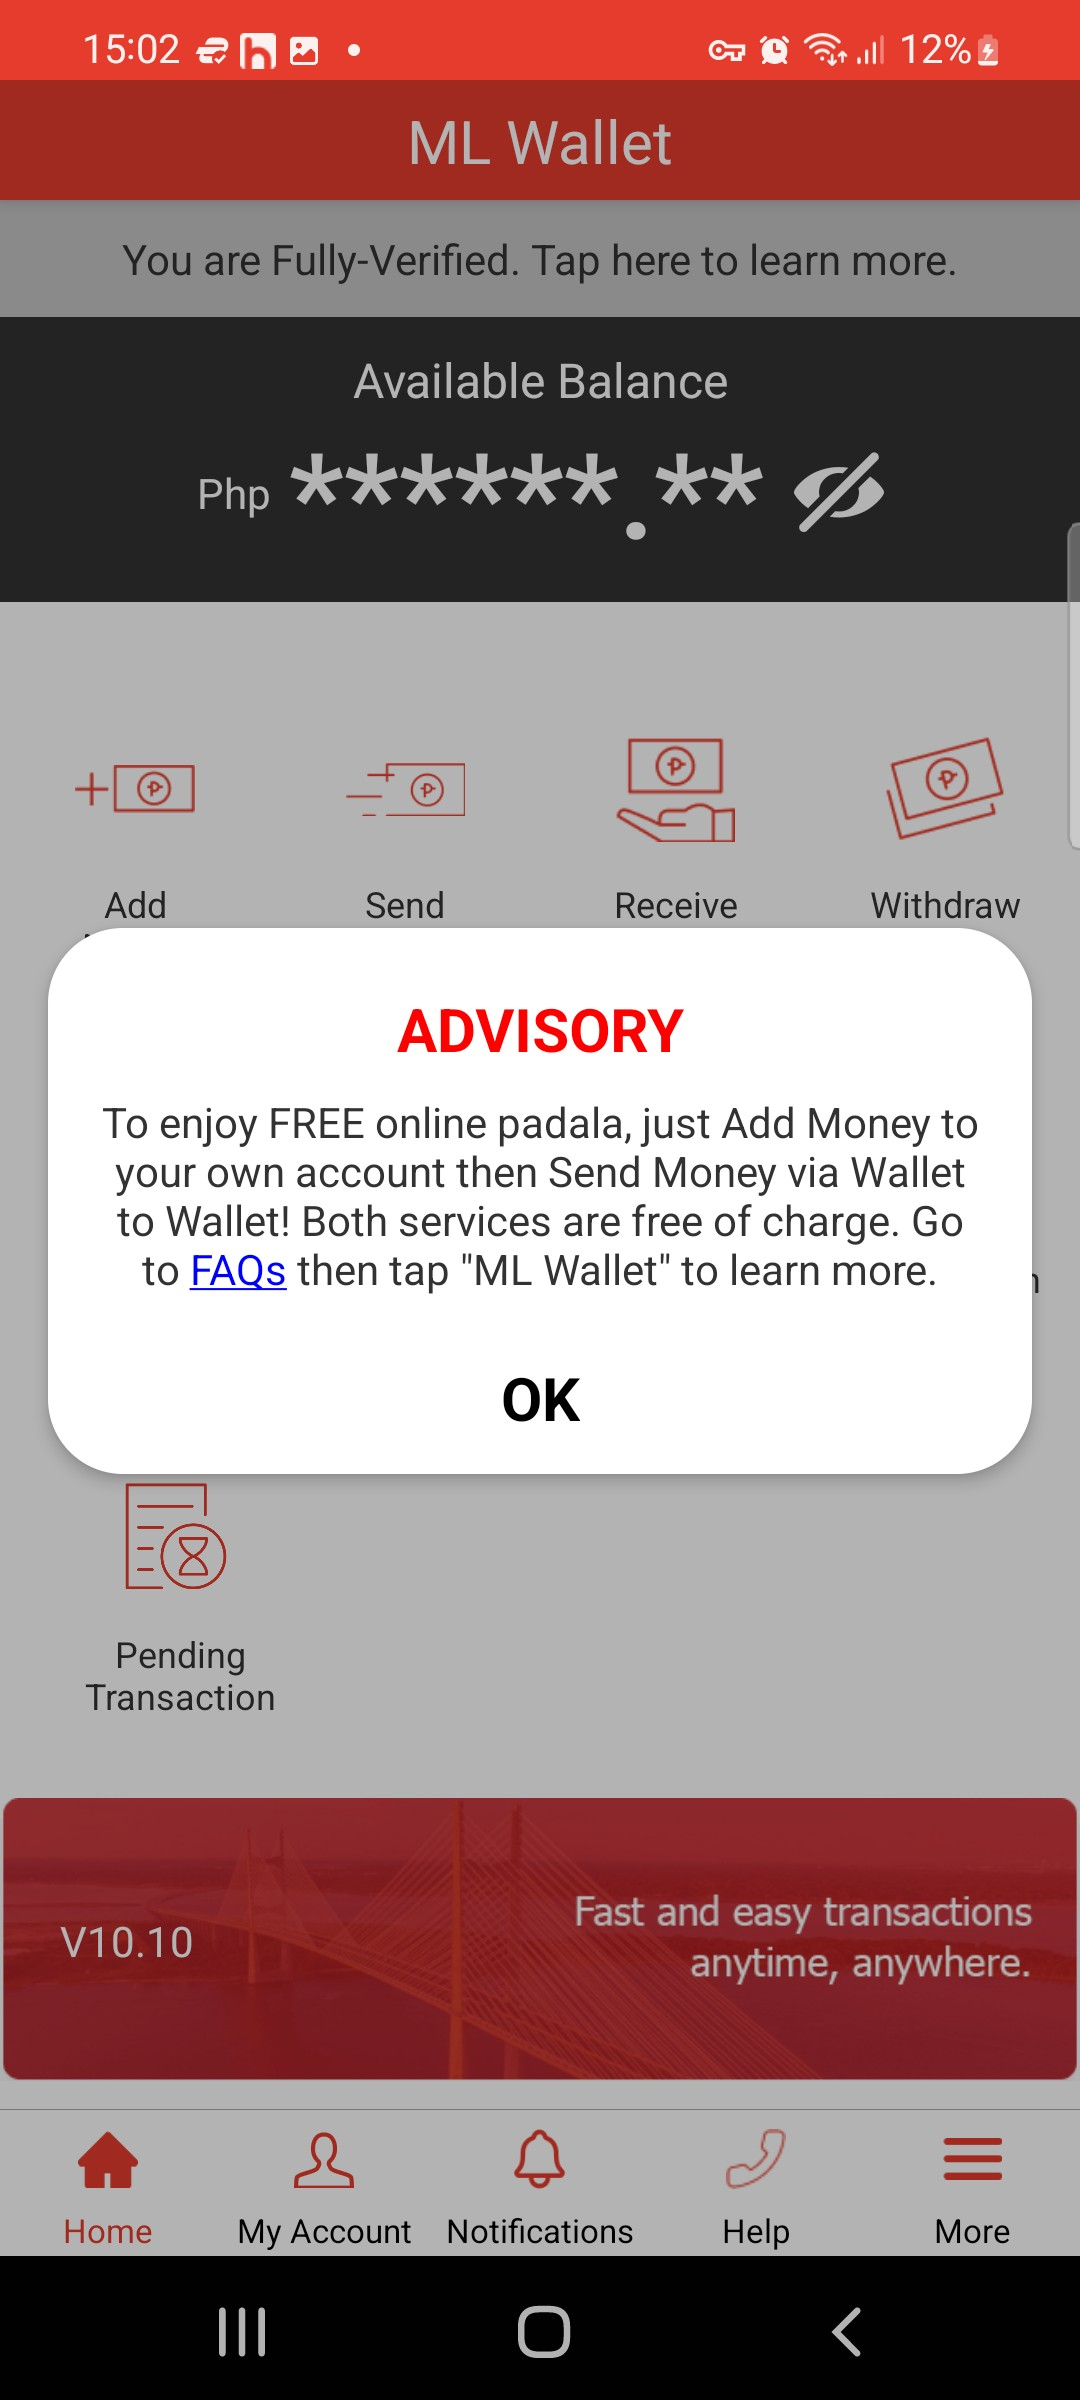 15:02
12%
ML Wallet
You are Fully-Verified. Tap here to learn more.
Available Balance
Php ******.**
Add
Send
Receive
Withdraw
ADVISORY
To enjoy FREE online padala, just Add Money to
your own account then Send Money via Wallet
to Wallet! Both services are free of charge. Go
to FAQs then tap "ML Wallet" to learn more.
OK
Pending
Transaction
V10.10
Fast and easy transactions
anytime, anywhere.
Home
My Account
Notifications
Help
More